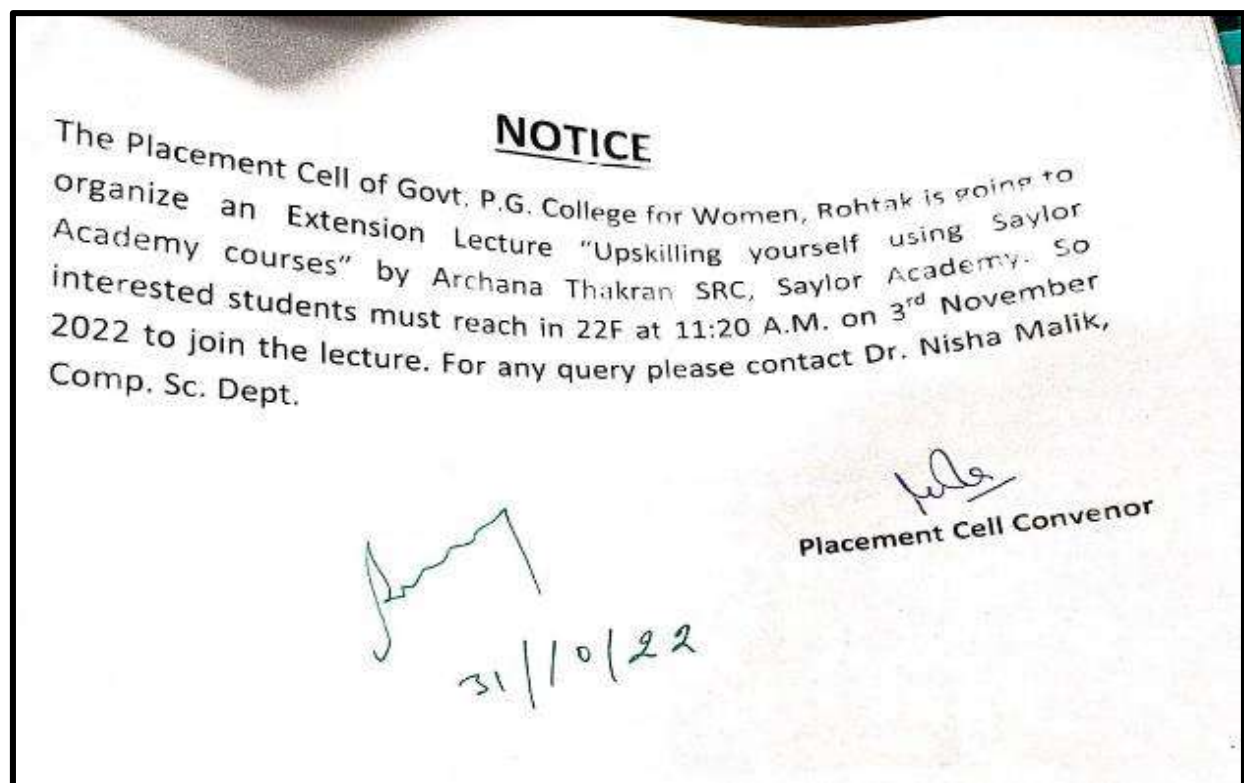 NOTICE
The Placement Cell of Govt. P.G. College for Women, Rohtak is going to
organize an Extension Lecture “Upskilling yourself using Saylor
Academy courses” by Archana Thakran SRC, Saylor Academy. So
interested students must reach in 22F at 11:20 A.M. on 3rd November
2022 to join the lecture. For any query please contact Dr. Nisha Malik,
Comp. Sc. Dept.
Placement Cell Convenor
31/10/22